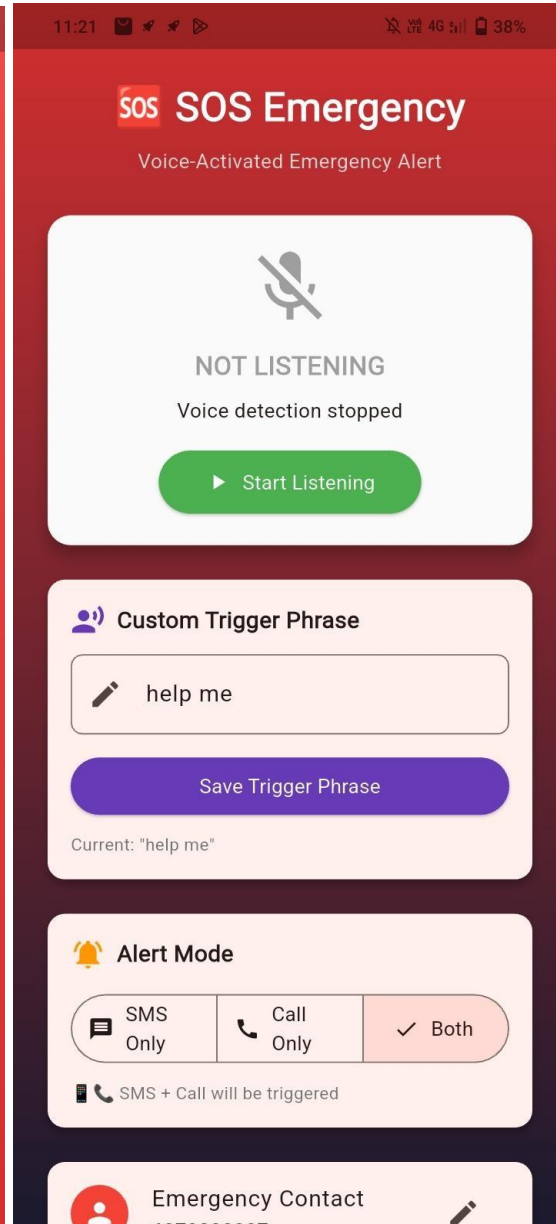 11:21 4G 38%
SOS SOS Emergency
Voice-Activated Emergency Alert
NOT LISTENING
Voice detection stopped
Start Listening
Custom Trigger Phrase
help me
Save Trigger Phrase
Current: "help me"
Alert Mode
SMS
Only
Call
Only
Both
SMS + Call will be triggered
Emergency Contact